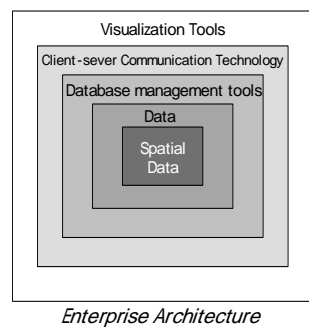 Visualization Tools
Client-sever Communication Technology
Database management tools
Data
Spatial
Data
Enterprise Architecture